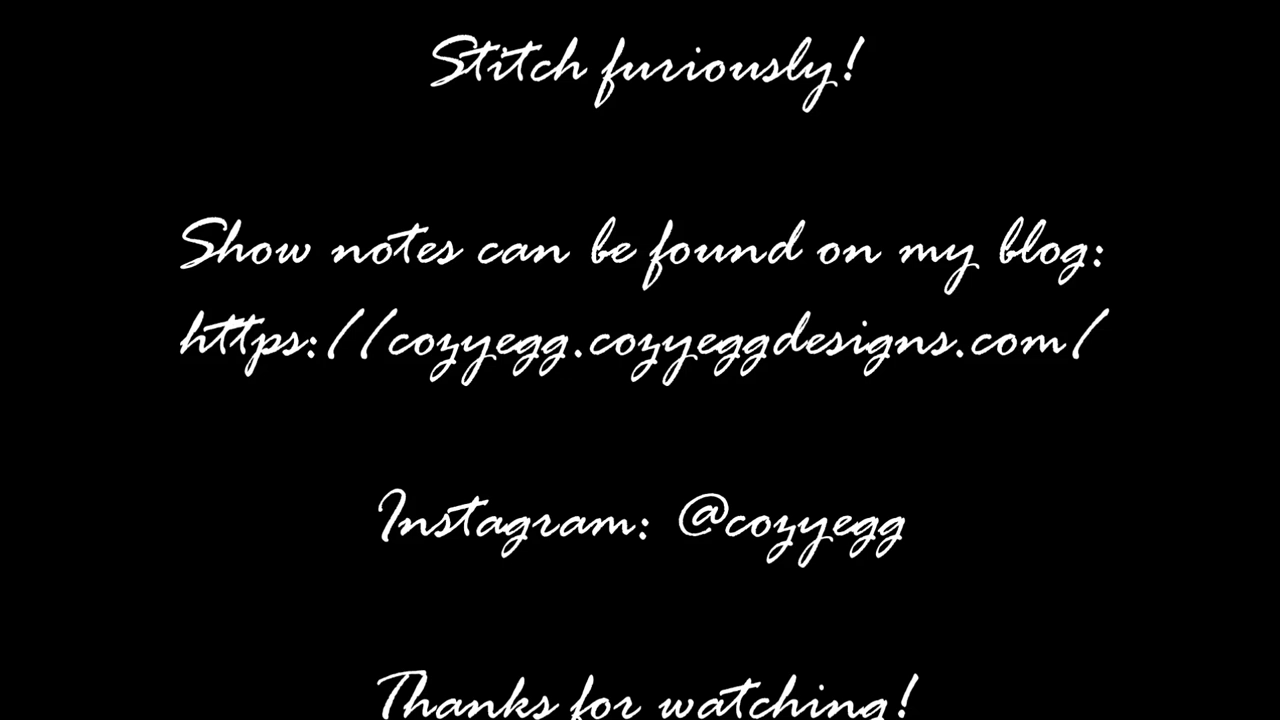 Stitch furiously!
Show notes can be found on my blog:
https://cozyegg.cozyeggdesigns.com/
Instagram: @cozyegg
Thanks for watching!